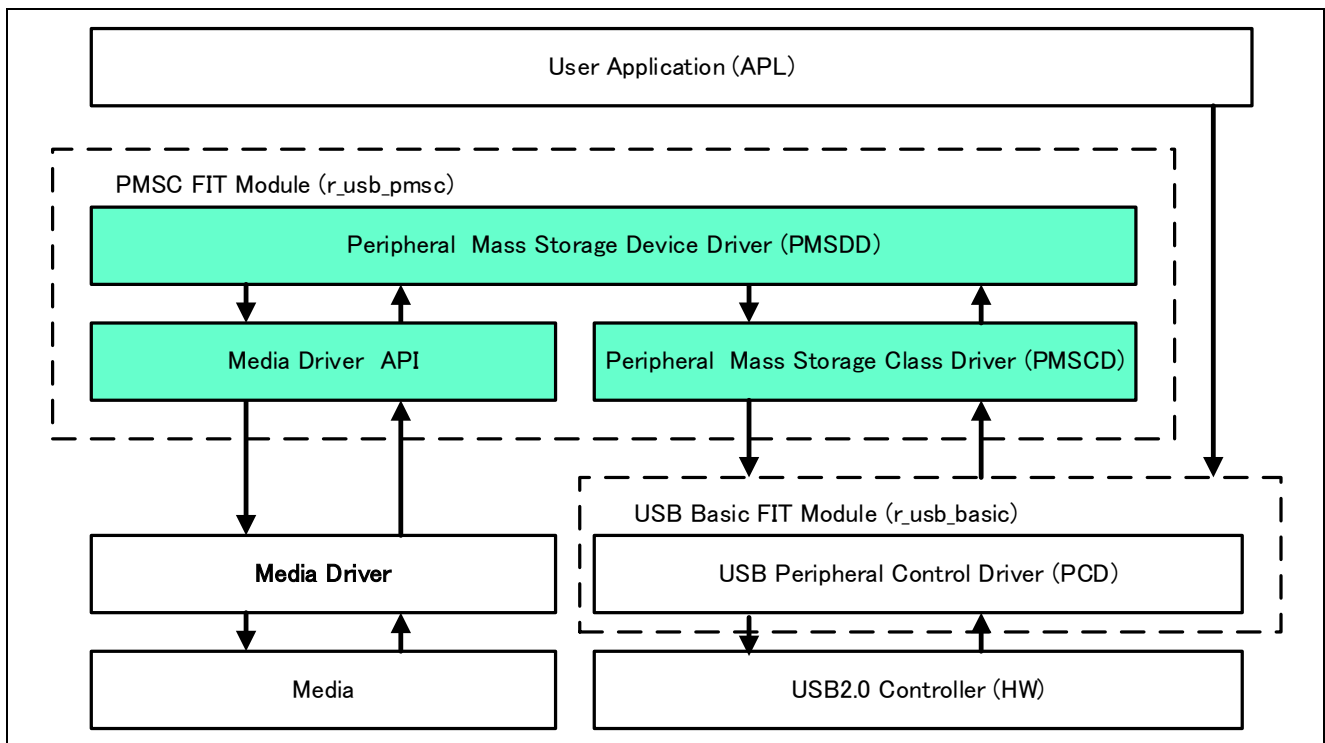 User Application (APL)
PMSC FIT Module (r_usb_pmsc)
Peripheral Mass Storage Device Driver (PMSDD)
Media Driver API
Peripheral Mass Storage Class Driver (PMSCD)
USB Basic FIT Module (r_usb_basic)
Media Driver
USB Peripheral Control Driver (PCD)
Media
USB2.0 Controller (HW)